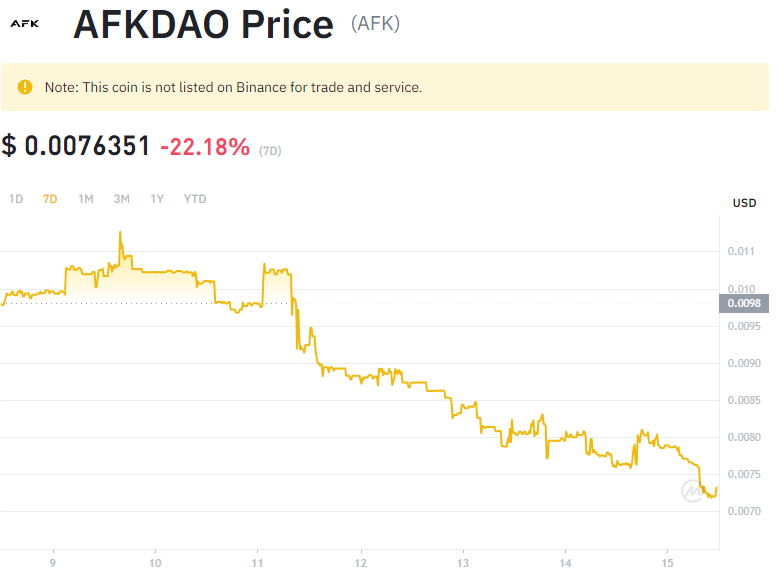 AFK
AFKDAO Price (AFK)
Note: This coin is not listed on Binance for trade and service.
$ 0.0076351 -22.18% (7D)
1D 7D 1M 3M 1Y YTD
USD
0.011
0.010
0.0098
0.0095
0.0090
0.0085
0.0080
0.0075
0.0070
9 10 11 12 13 14 15